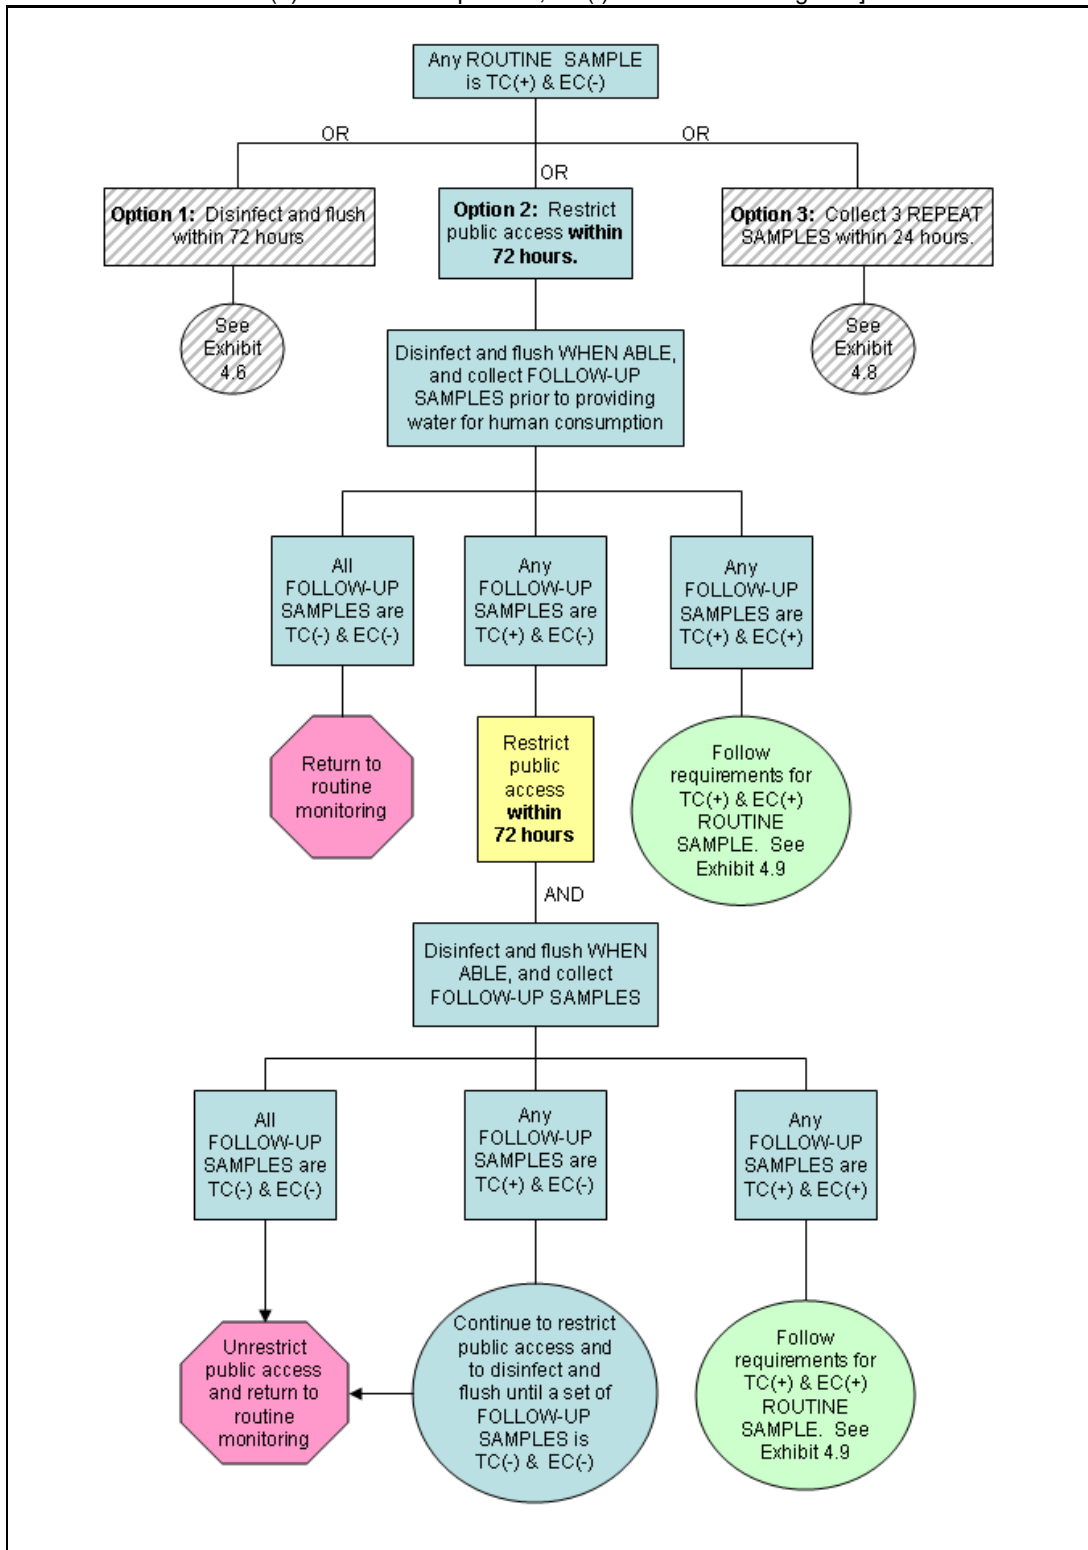 Any ROUTINE SAMPLE
is TC(+) & EC(-)
OR
OR
OR
Option 1: Disinfect and flush
within 72 hours
Option 2: Restrict
public access within
72 hours.
Option 3: Collect 3 REPEAT
SAMPLES within 24 hours.
See
Exhibit
4.6
See
Exhibit
4.8
Disinfect and flush WHEN ABLE,
and collect FOLLOW-UP
SAMPLES prior to providing
water for human consumption
All
FOLLOW-UP
SAMPLES are
TC(-) & EC(-)
Any
FOLLOW-UP
SAMPLES are
TC(+) & EC(-)
Any
FOLLOW-UP
SAMPLES are
TC(+) & EC(+)
Return to
routine
monitoring
Restrict
public
access
within
72 hours
Follow
requirements for
TC(+) & EC(+)
ROUTINE
SAMPLE. See
Exhibit 4.9
AND
Disinfect and flush WHEN
ABLE, and collect
FOLLOW-UP SAMPLES
All
FOLLOW-UP
SAMPLES are
TC(-) & EC(-)
Any
FOLLOW-UP
SAMPLES are
TC(+) & EC(-)
Any
FOLLOW-UP
SAMPLES are
TC(+) & EC(+)
Unrestrict
public access
and return to
routine
monitoring
Continue to restrict
public access and
to disinfect and
flush until a set of
FOLLOW-UP
SAMPLES is
TC(-) & EC(-)
Follow
requirements for
TC(+) & EC(+)
ROUTINE
SAMPLE. See
Exhibit 4.9